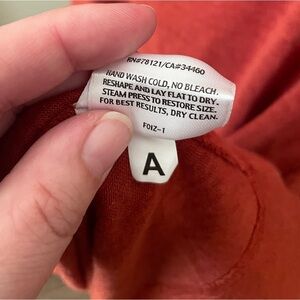 RN#78121/CA#34460
HAND WASH COLD, NO BLEACH.
RESHAPE AND LAY FLAT TO DRY.
STEAM PRESS TO RESTORE SIZE.
FOR BEST RESULTS, DRY CLEAN.
F01Z-1
A